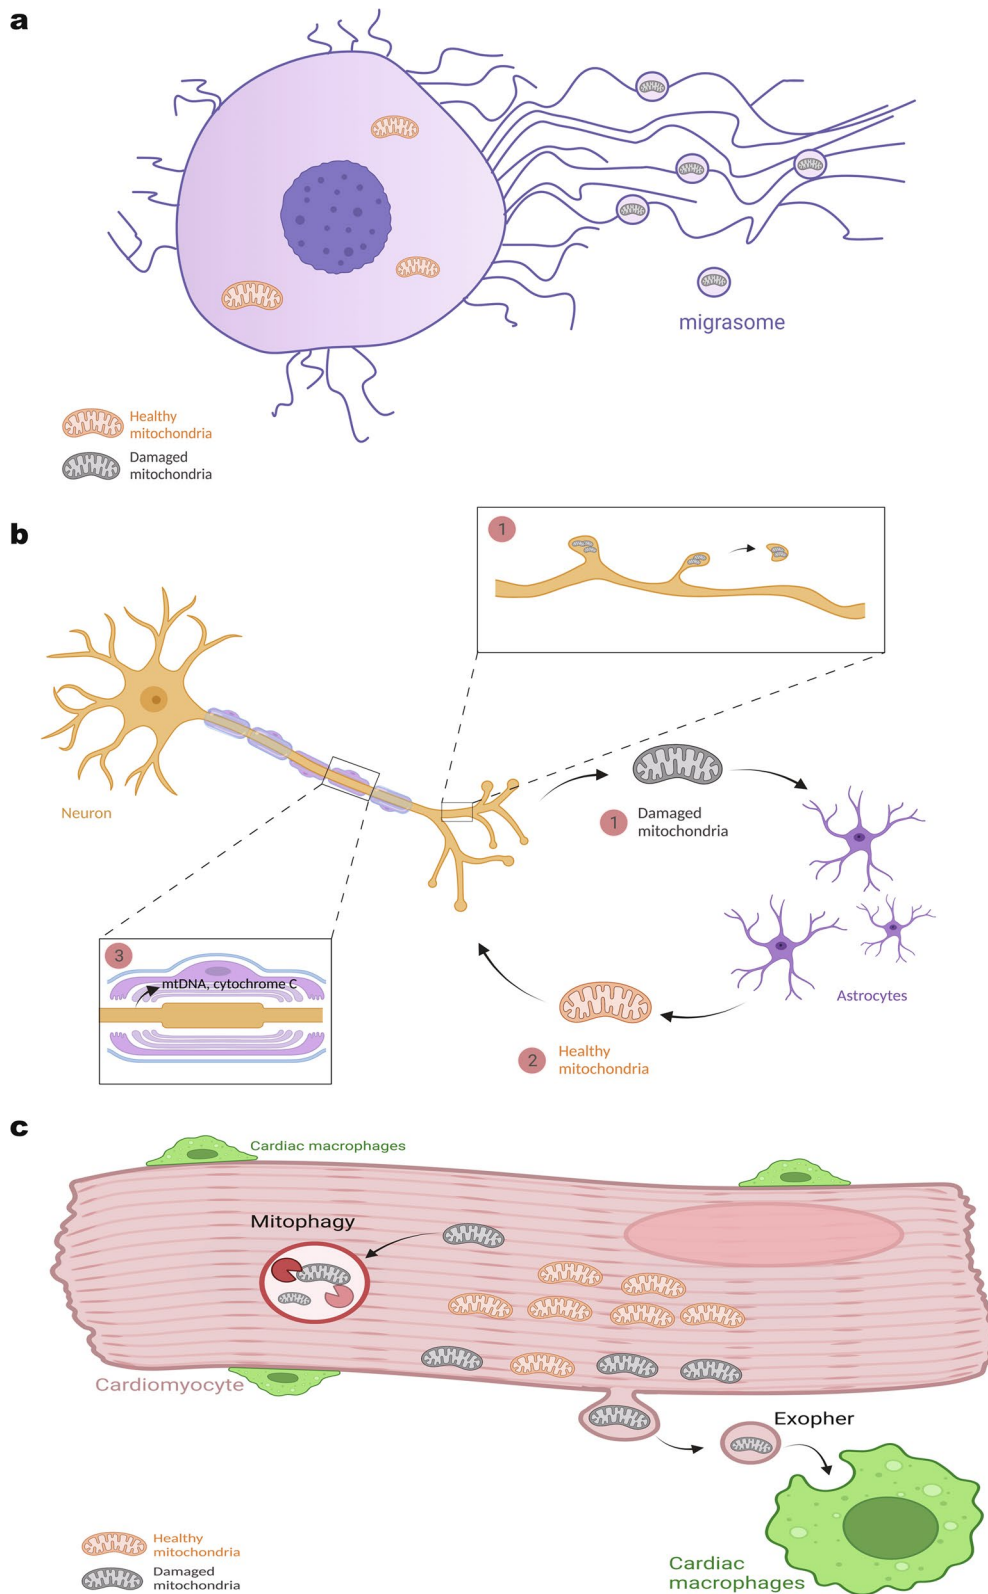 a
migrasome
Healthy
mitochondria
Damaged
mitochondria
b
1
Neuron
1
Damaged
mitochondria
3
mtDNA, cytochrome C
Astrocytes
2
Healthy
mitochondria
c
Cardiac macrophages
Mitophagy
Cardiomyocyte
Exopher
Healthy
mitochondria
Damaged
mitochondria
Cardiac
macrophages